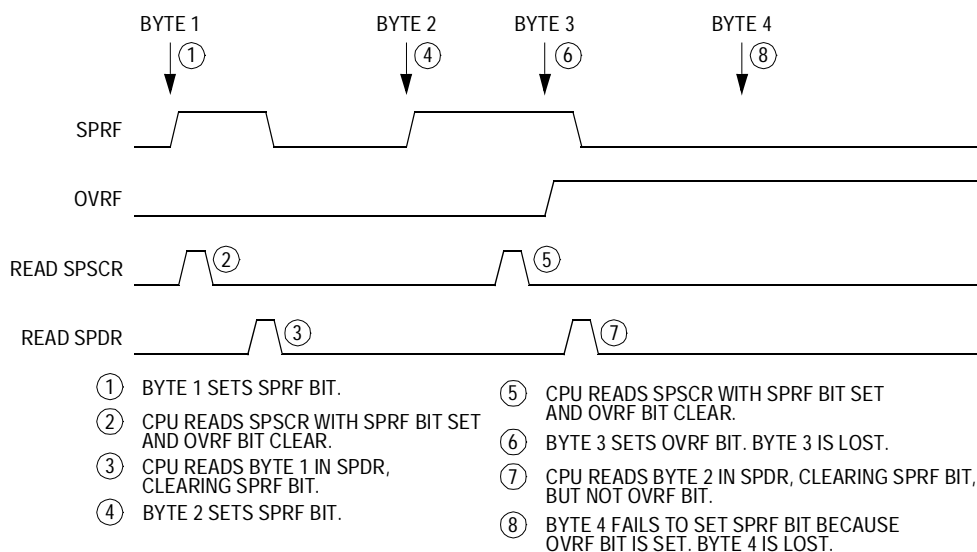 BYTE 1 BYTE 2 BYTE 3 BYTE 4
1 4 6 8
SPRF
OVRF
READ SPSCR 2 5
READ SPDR 3 7
1 BYTE 1 SETS SPRF BIT.
2 CPU READS SPSCR WITH SPRF BIT SET
AND OVRF BIT CLEAR.
3 CPU READS BYTE 1 IN SPDR,
CLEARING SPRF BIT.
4 BYTE 2 SETS SPRF BIT.
5 CPU READS SPSCR WITH SPRF BIT SET
AND OVRF BIT CLEAR.
6 BYTE 3 SETS OVRF BIT. BYTE 3 IS LOST.
7 CPU READS BYTE 2 IN SPDR, CLEARING SPRF BIT,
BUT NOT OVRF BIT.
8 BYTE 4 FAILS TO SET SPRF BIT BECAUSE
OVRF BIT IS SET. BYTE 4 IS LOST.